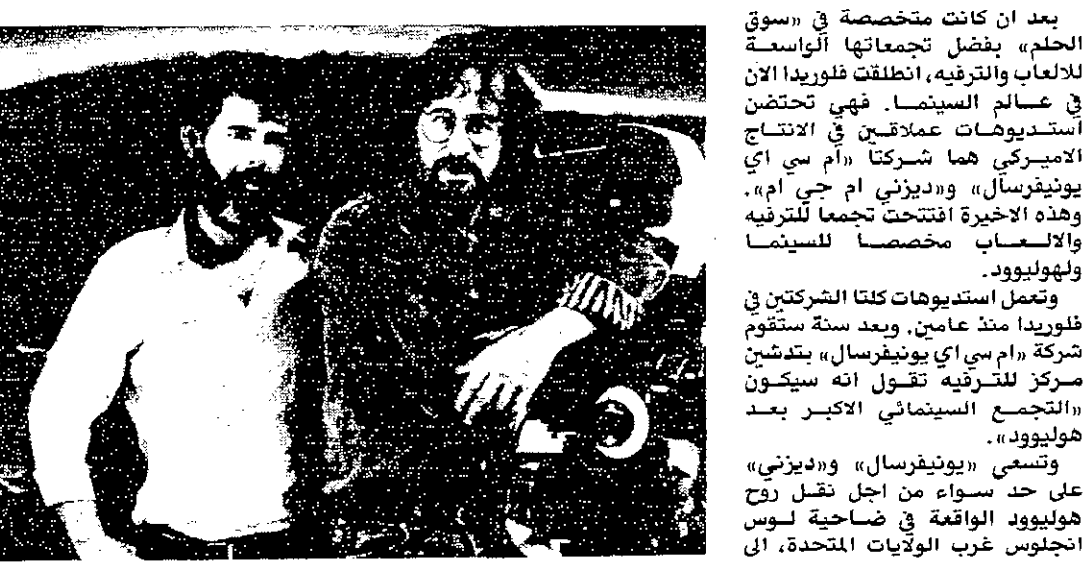 بعد ان كانت متخصصة في «سوق
الحلم» بفضل تجمعاتها الواسعة
للالعاب والترفيه، انطلقت فلوريدا الآن
في عالم السينما. فهي تحتضن
استديوهات عملاقين في الانتاج
الاميركي هما شركتا «ام سي اي
يونيفرسال» و«ديزني ام جي ام».
وهذه الاخيرة افتتحت تجمعا للترفيه
والالعاب مخصصا للسينما
ولهوليوود.
وتعمل استديوهات كلتا الشركتين في
فلوريدا منذ عامين. وبعد سنة ستقوم
شركة «ام سي اي يونيفرسال» بتدشين
مركز للترفيه تقول انه سيكون
«التجمع السينمائي الاكبر بعد
هوليوود».
وتسعى «يونيفرسال» و«ديزني»
على حد سواء من اجل نقل روح
هوليوود الواقعة في ضاحية لوس
انجلوس غرب الولايات المتحدة، الى